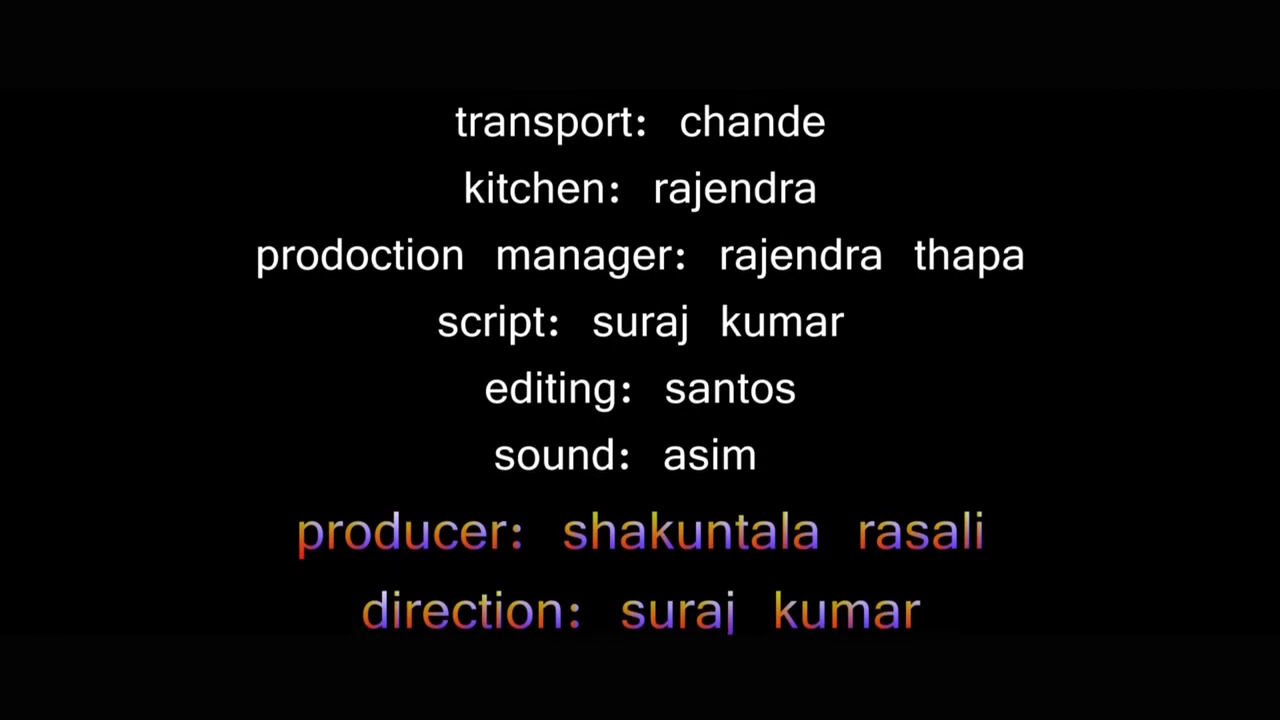 transport: chande
kitchen: rajendra
prodoction manager: rajendra thapa
script: suraj kumar
editing: santos
sound: asim
producer: shakuntala rasali
direction: suraj kumar